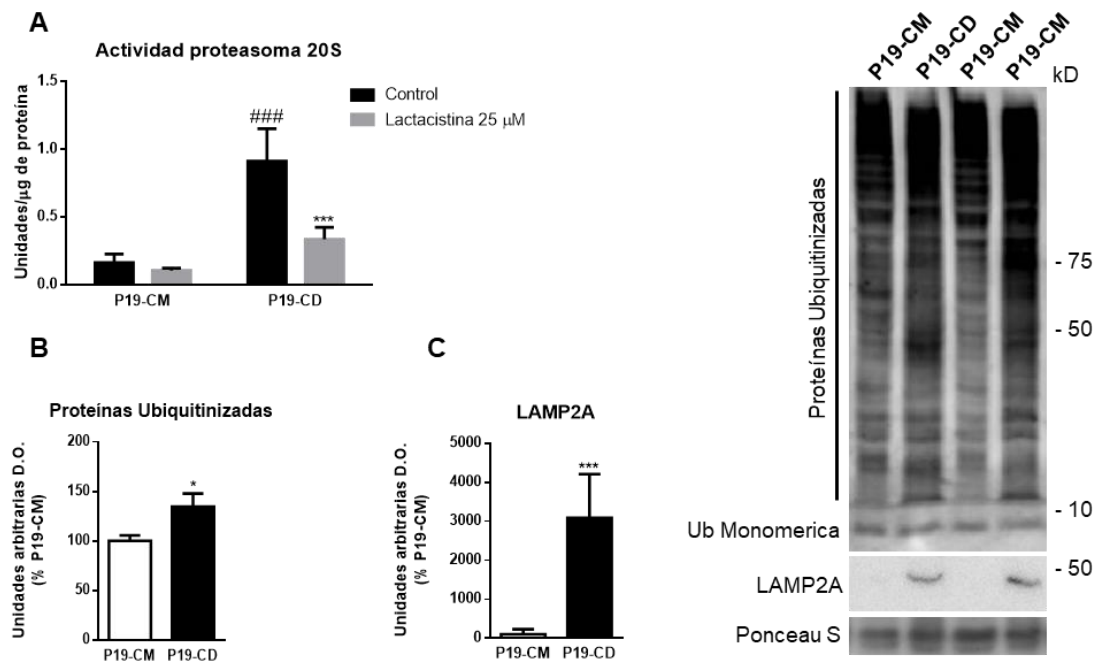 A
Actividad proteasoma 20S
Unidades/µg de proteína
1.5
1.0
0.5
0.0
###
***
P19-CM
P19-CD
Control
Lactacistina 25 µM
B
Proteínas Ubiquitinizadas
Unidades arbitrarias D.O.
(% P19-CM)
200
150
100
50
0
*
P19-CM
P19-CD
C
LAMP2A
Unidades arbitrarias D.O.
(% P19-CM)
5000
4000
3000
2000
1000
0
***
P19-CM
P19-CD
P19-CM
P19-CD
P19-CM
P19-CM
kD
Proteínas Ubiquitinizadas
- 75
- 50
- 10
Ub Monomerica
- 50
LAMP2A
Ponceau S